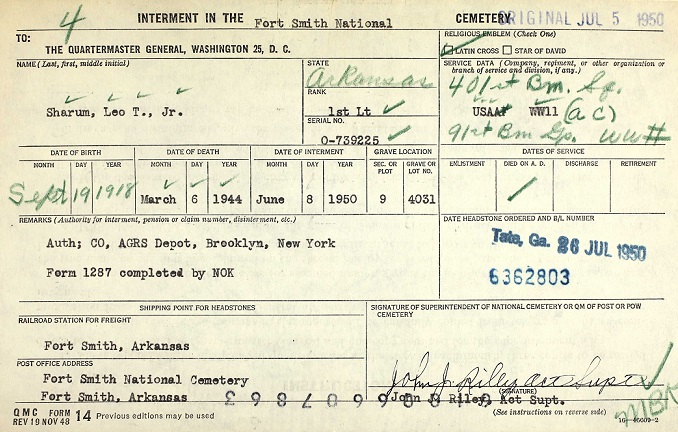 4
INTERMENT IN THE Fort Smith National CEMETERY
ORIGINAL JUL 5 1950
TO:
THE QUARTERMASTER GENERAL, WASHINGTON 25, D. C.
RELIGIOUS EMBLEM (Check One)
LATIN CROSS STAR OF DAVID
NAME (Last, first, middle initial)
Sharum, Leo T., Jr.
STATE
Arkansas
RANK
1st Lt
SERIAL NO.
O-739225
SERVICE DATA (Company, regiment, or other organization or branch of service and division, if any.)
401st Bm. Sq.
USAAF WW11 (AC)
91st Bm Gp. WW II
DATE OF BIRTH
MONTH DAY YEAR
Sept 19 1918
DATE OF DEATH
MONTH DAY YEAR
March 6 1944
DATE OF INTERMENT
MONTH DAY YEAR
June 8 1950
GRAVE LOCATION
SEC. OR PLOT GRAVE OR LOT NO.
9 4031
DATES OF SERVICE
ENLISTMENT DIED ON A. D. DISCHARGE RETIREMENT
REMARKS (Authority for interment, pension or claim number, disinterment, etc.)
Auth; CO, AGRS Depot, Brooklyn, New York
Form 1287 completed by NOK
DATE HEADSTONE ORDERED AND B/L NUMBER
Tate, Ga. 26 JUL 1950
6362803
SHIPPING POINT FOR HEADSTONES
RAILROAD STATION FOR FREIGHT
Fort Smith, Arkansas
POST OFFICE ADDRESS
Fort Smith National Cemetery
Fort Smith, Arkansas
SIGNATURE OF SUPERINTENDENT OF NATIONAL CEMETERY OR QM OF POST OR POW CEMETERY
John J. Riley Act Supt
(SIGNATURE)
John J. Riley, Act Supt.
(See instructions on reverse side)
QMC FORM 14 Previous editions may be used
REV 19 NOV 48